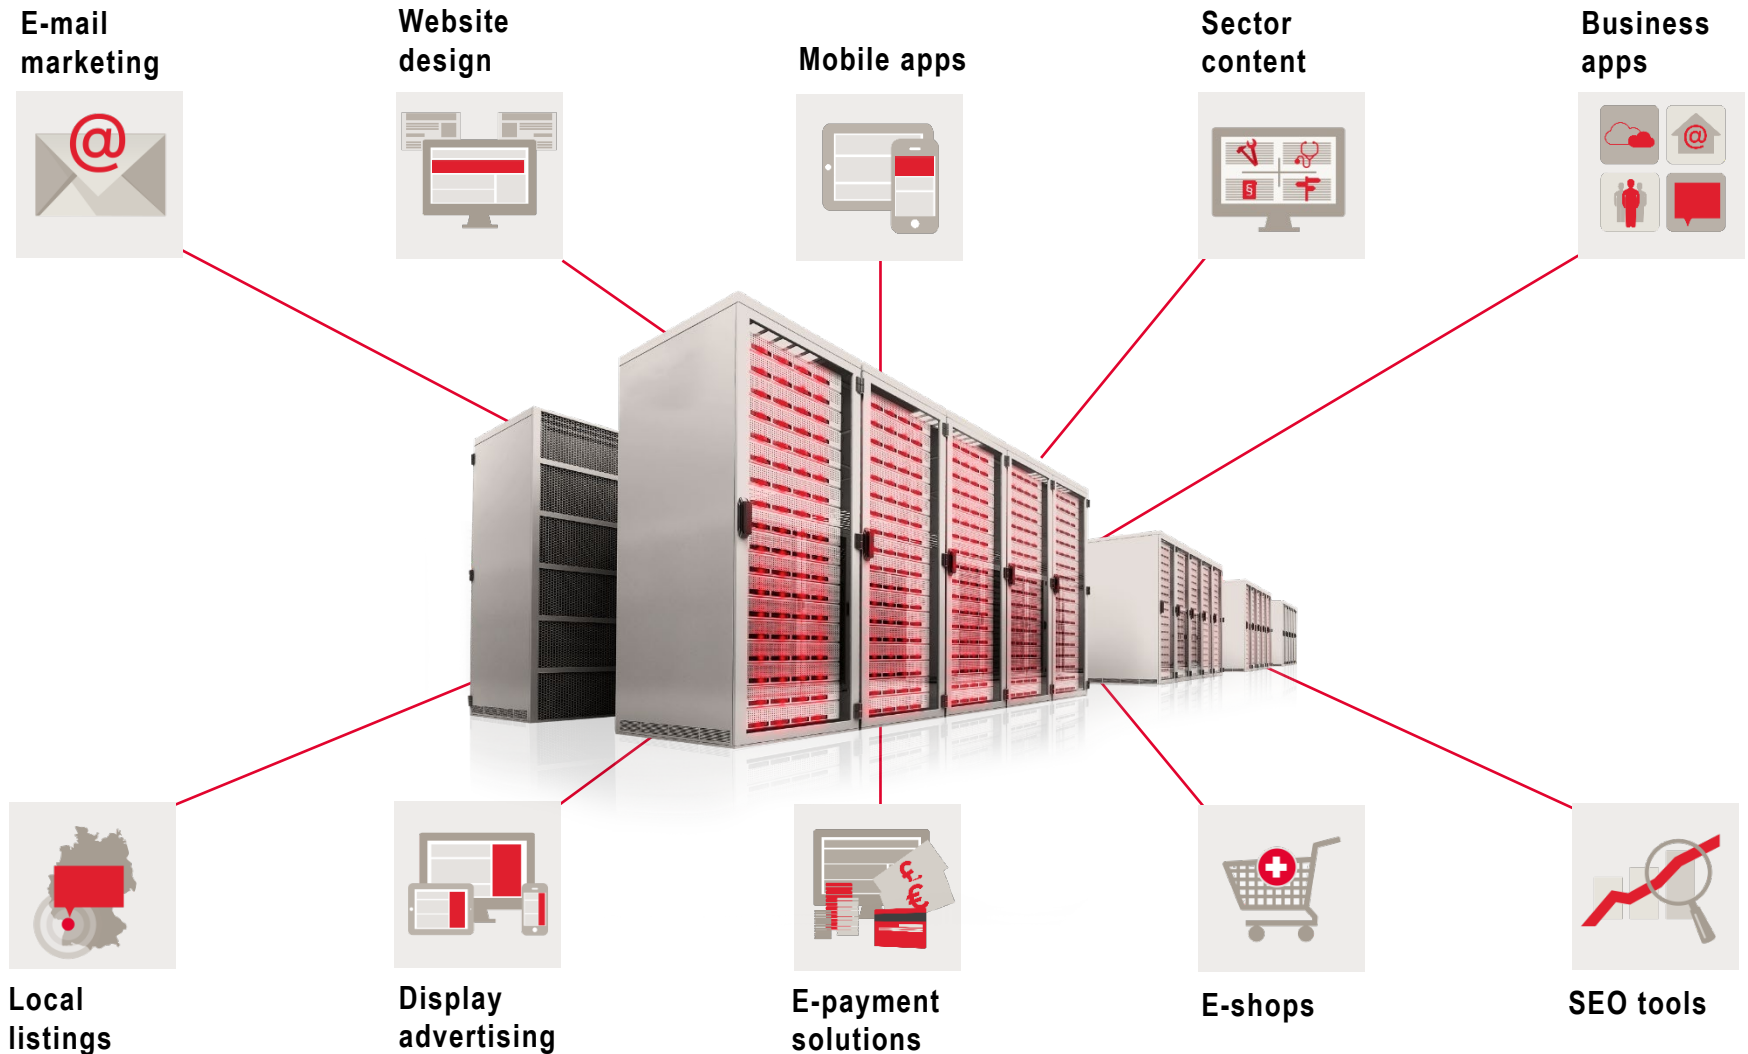 E-mail
marketing
Website
design
Mobile apps
Sector
content
Business
apps
@
@
§
Local
listings
Display
advertising
E-payment
solutions
E-shops
SEO tools